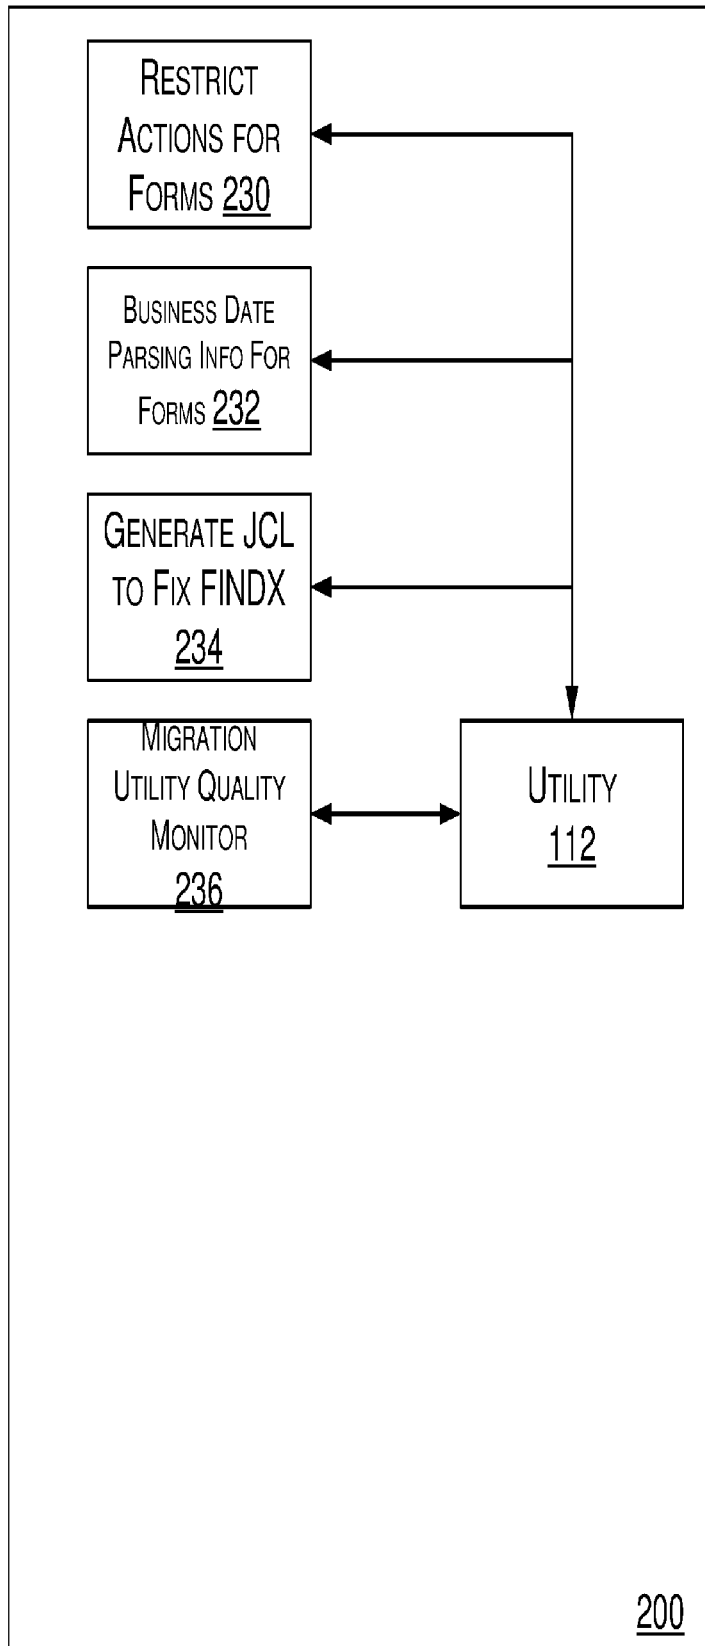 RESTRICT
ACTIONS FOR
FORMS 230
BUSINESS DATE
PARSING INFO FOR
FORMS 232
GENERATE JCL
TO FIX FINDX
234
MIGRATION
UTILITY QUALITY
MONITOR
236
UTILITY
112
200